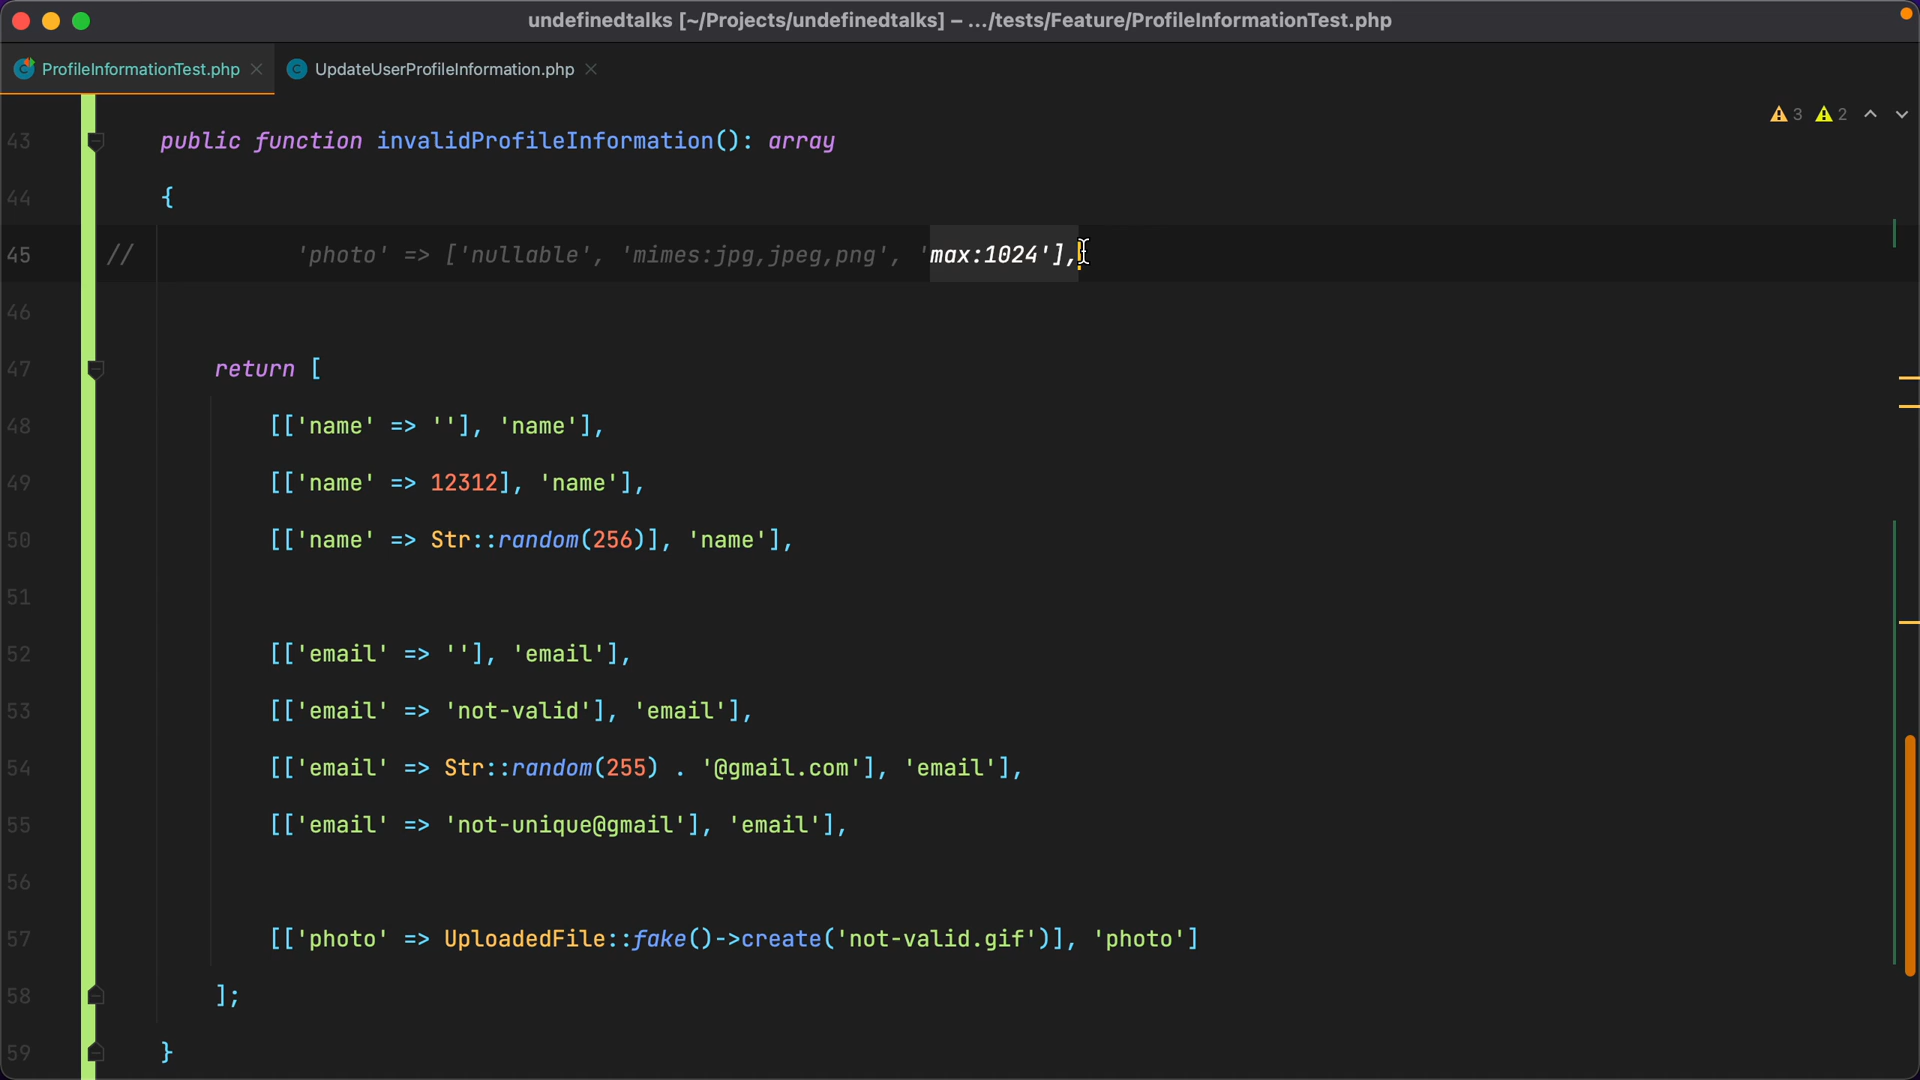 undefinedtalks [~/Projects/undefinedtalks] – .../tests/Feature/ProfileInformationTest.php
ProfileInformationTest.php
UpdateUserProfileInformation.php
3 2
43 public function invalidProfileInformation(): array
44 {
45 // 'photo' => ['nullable', 'mimes:jpg,jpeg,png', 'max:1024'],
46
47 return [
48 [['name' => ''], 'name'],
49 [['name' => 12312], 'name'],
50 [['name' => Str::random(256)], 'name'],
51
52 [['email' => ''], 'email'],
53 [['email' => 'not-valid'], 'email'],
54 [['email' => Str::random(255) . '@gmail.com'], 'email'],
55 [['email' => 'not-unique@gmail'], 'email'],
56
57 [['photo' => UploadedFile::fake()->create('not-valid.gif')], 'photo']
58 ];
59 }